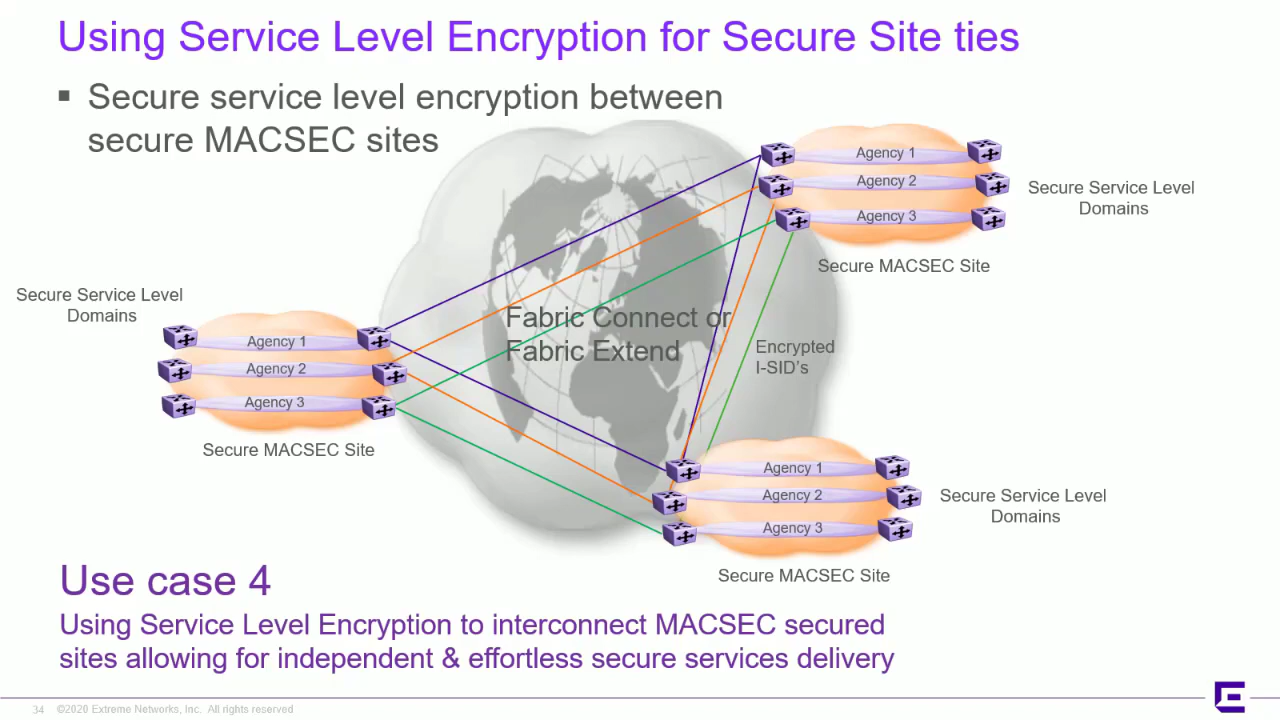 Using Service Level Encryption for Secure Site ties
▪ Secure service level encryption between
secure MACSEC sites
Agency 1
Agency 2
Agency 3
Secure Service Level
Domains
Secure MACSEC Site
Secure Service Level
Domains
Agency 1
Agency 2
Agency 3
Secure MACSEC Site
Fabric Connect or
Fabric Extend
Encrypted
I-SID's
Agency 1
Agency 2
Agency 3
Secure Service Level
Domains
Secure MACSEC Site
Use case 4
Using Service Level Encryption to interconnect MACSEC secured
sites allowing for independent & effortless secure services delivery
34 ©2020 Extreme Networks, Inc. All rights reserved